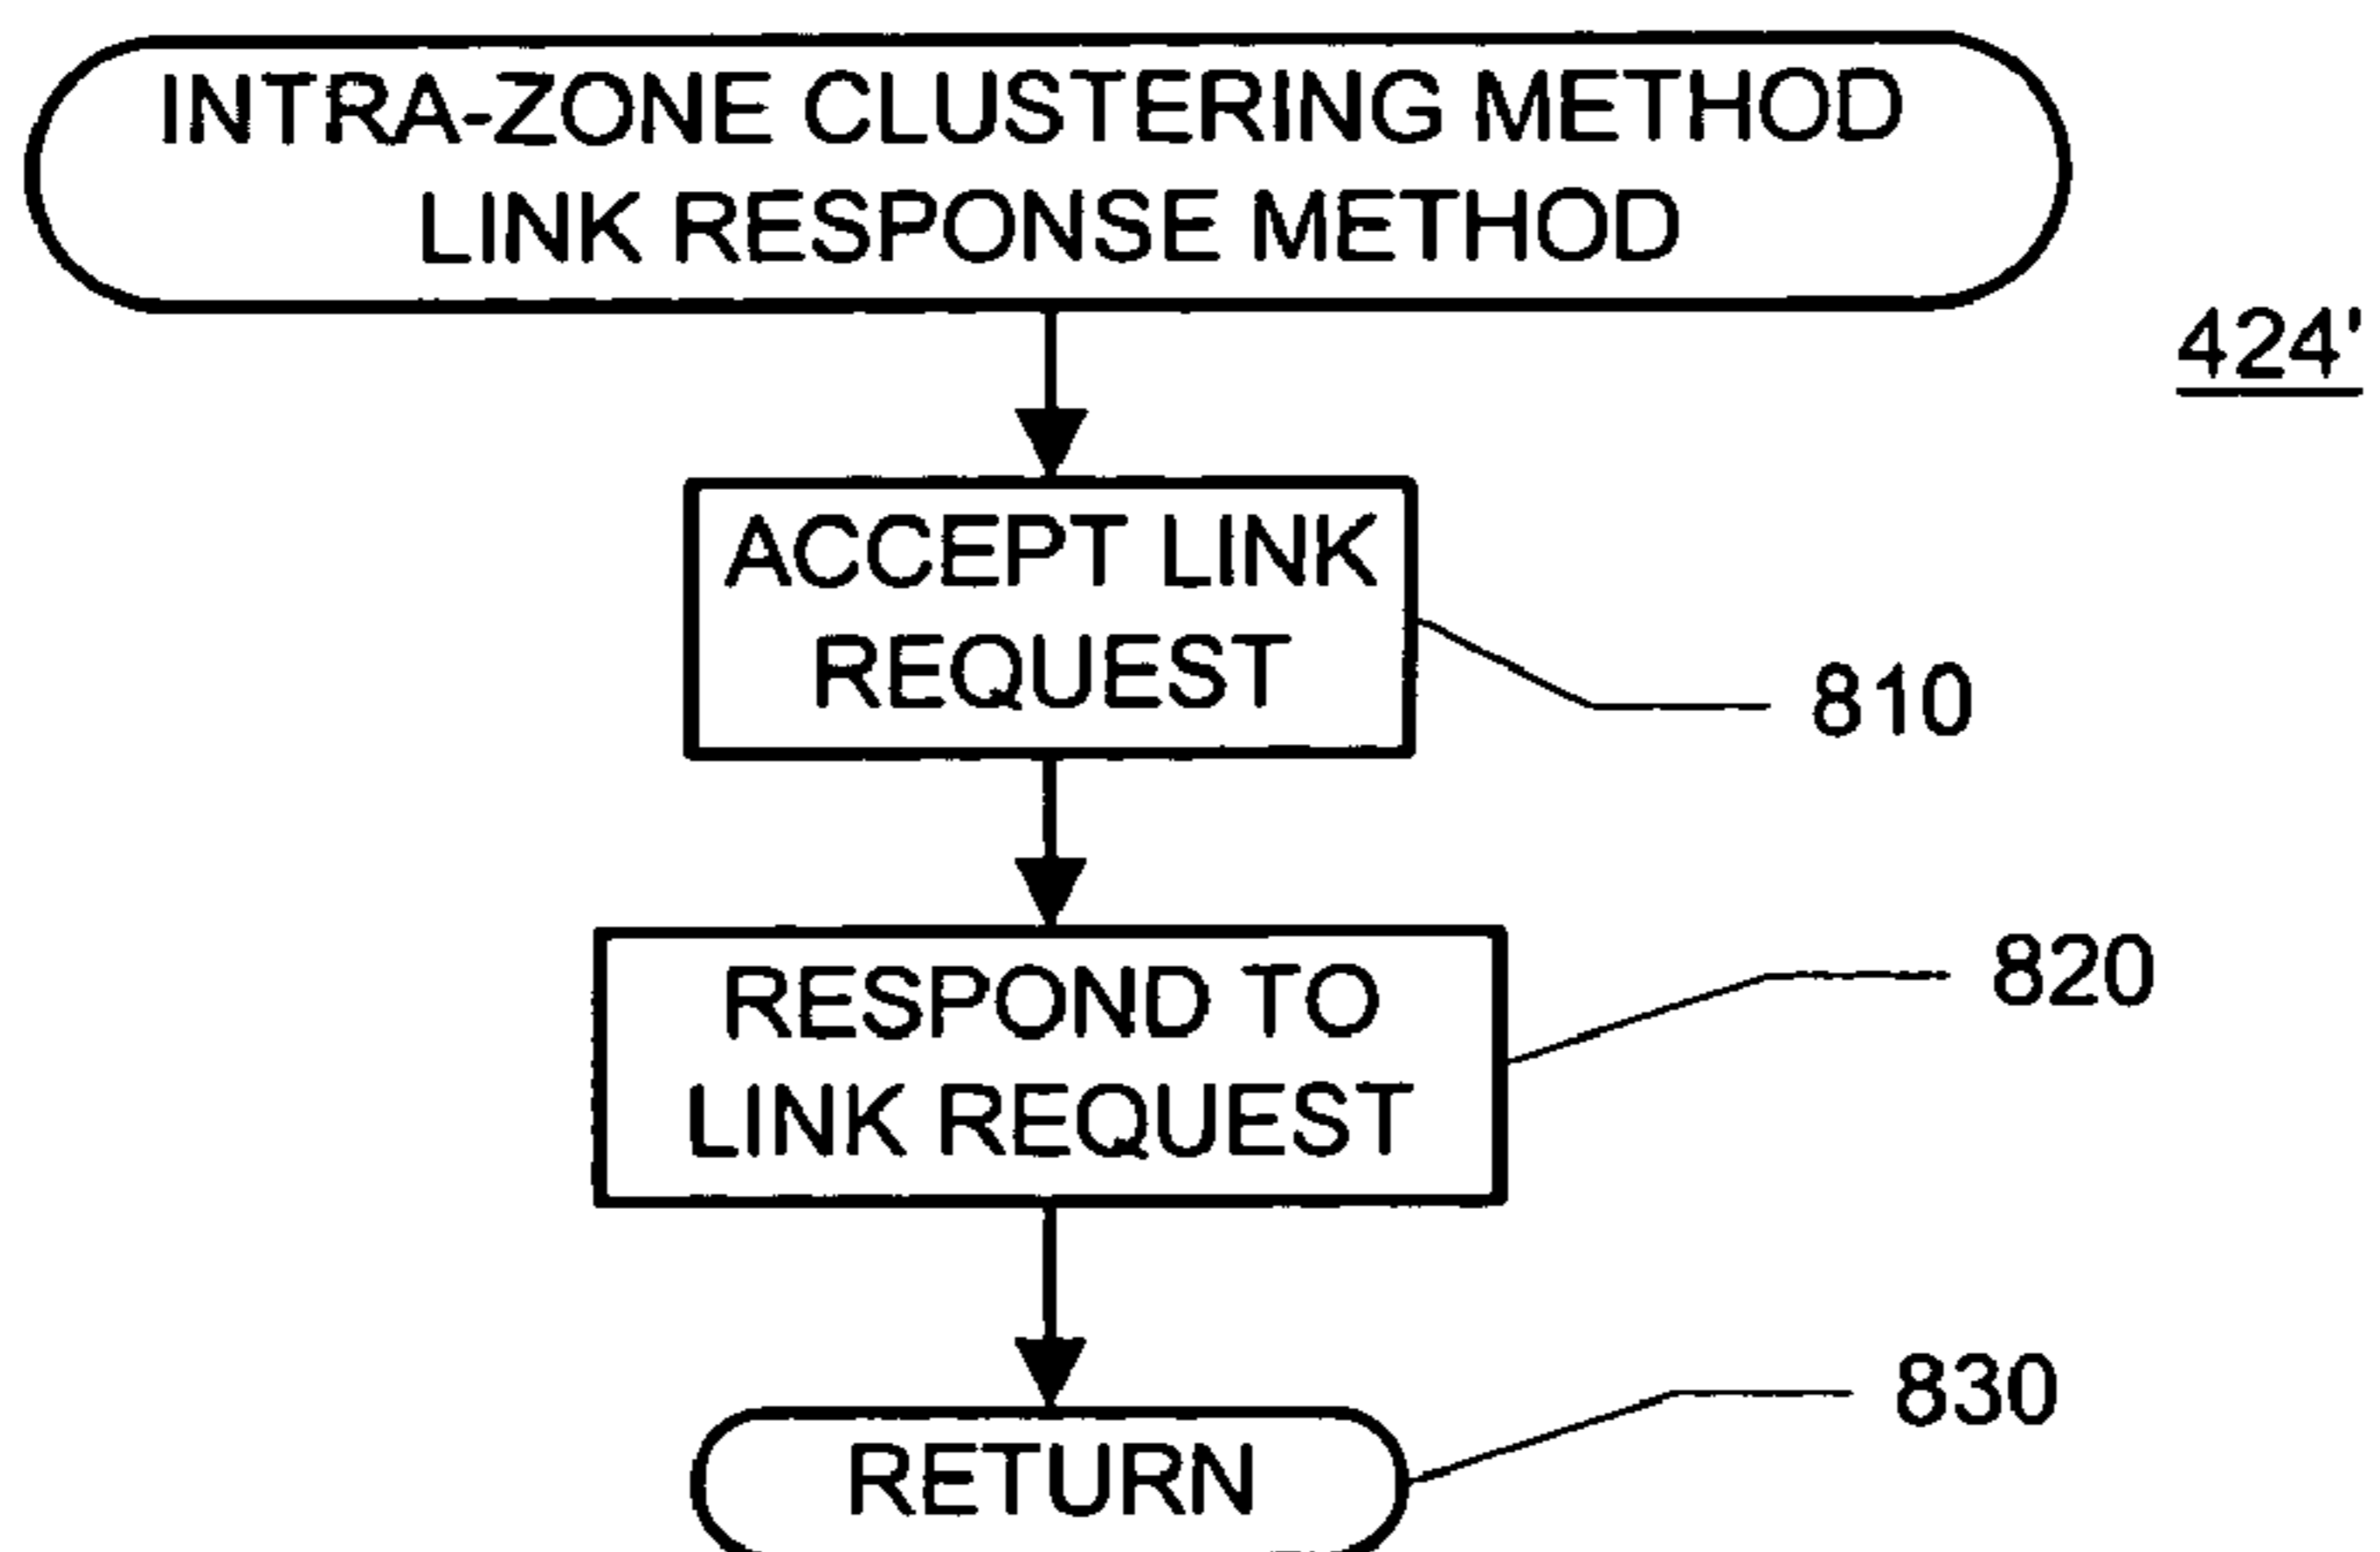 INTRA-ZONE CLUSTERING METHOD
LINK RESPONSE METHOD
424'
ACCEPT LINK
REQUEST
810
RESPOND TO
LINK REQUEST
820
RETURN
830